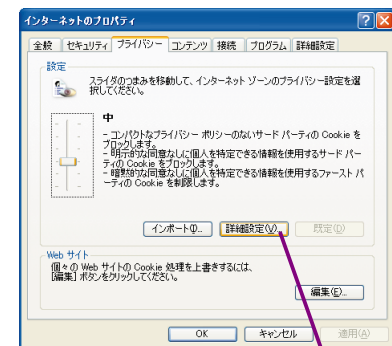 インターネットのプロパティ
全般 セキュリティ プライバシー コンテンツ 接続 プログラム 詳細設定
設定
スライダのつまみを移動して、インターネット ゾーンのプライバシー設定を選
択してください。
中
- コンパクトなプライバシー ポリシーのないサード パーティの Cookie を
ブロックします。
- 明示的な同意なしに個人を特定できる情報を使用するサード パー
ティの Cookie をブロックします。
- 暗黙的な同意なしに個人を特定できる情報を使用するファースト パ
ーティの Cookie を制限します。
インポート(I)... 詳細設定(V)... 既定(D)
Web サイト
個々の Web サイトの Cookie 処理を上書きするには、
[編集] ボタンをクリックしてください。
編集(E)...
OK キャンセル 適用(A)